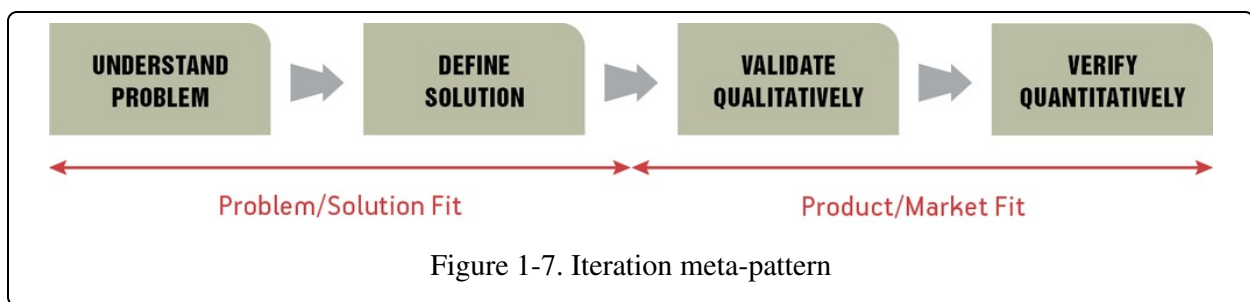 UNDERSTAND
PROBLEM
DEFINE
SOLUTION
VALIDATE
QUALITATIVELY
VERIFY
QUANTITATIVELY
Problem/Solution Fit
Product/Market Fit
Figure 1-7. Iteration meta-pattern